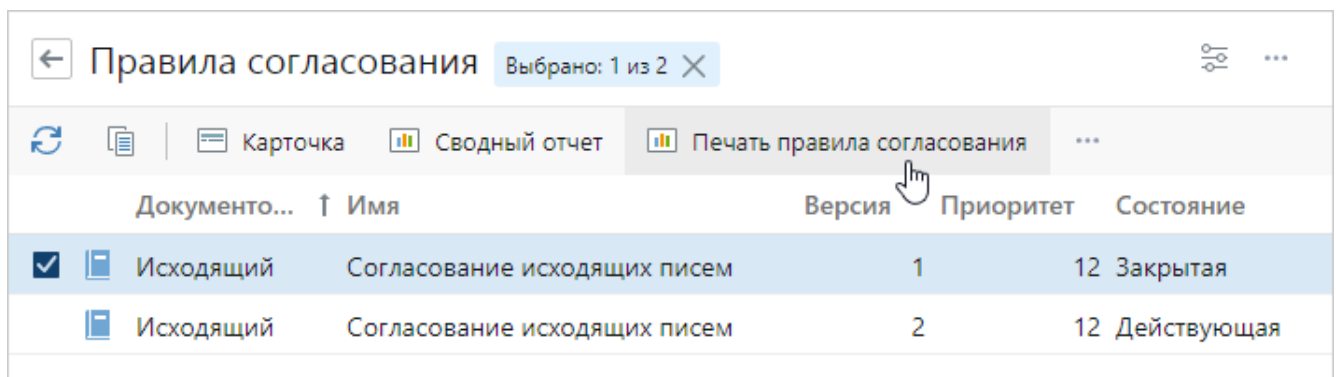 Правила согласования Выбрано: 1 из 2
Карточка Сводный отчет Печать правила согласования
Документо... Имя Версия Приоритет Состояние
Исходящий Согласование исходящих писем 1 12 Закрытая
Исходящий Согласование исходящих писем 2 12 Действующая